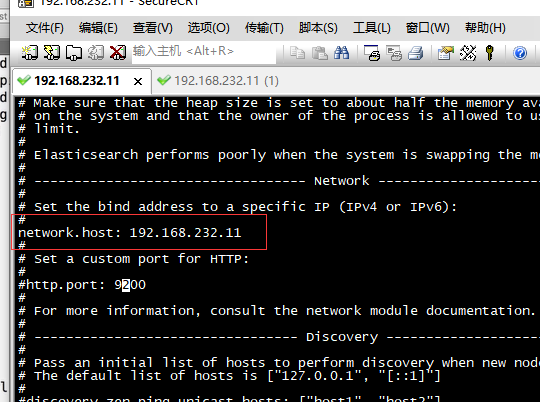 192.168.232.11 - SecureCRT
文件(F) 编辑(E) 查看(V) 选项(O) 传输(T) 脚本(S) 工具(L) 窗口(W) 帮助(H)
输入主机 <Alt+R>
192.168.232.11 × 192.168.232.11 (1)
# Make sure that the heap size is set to about half the memory
# on the system and that the owner of the process is allowed to
# limit.
#
# Elasticsearch performs poorly when the system is swapping the
#
# ---------------------------------- Network
#
# Set the bind address to a specific IP (IPv4 or IPv6):
#
network.host: 192.168.232.11
#
# Set a custom port for HTTP:
#
#http.port: 9200
#
# For more information, consult the network module documentation.
#
# --------------------------------- Discovery
#
# Pass an initial list of hosts to perform discovery when new
# The default list of hosts is ["127.0.0.1", "[::1]"]
#
#discovery.zen.ping.unicast.hosts: ["host1", "host2"]